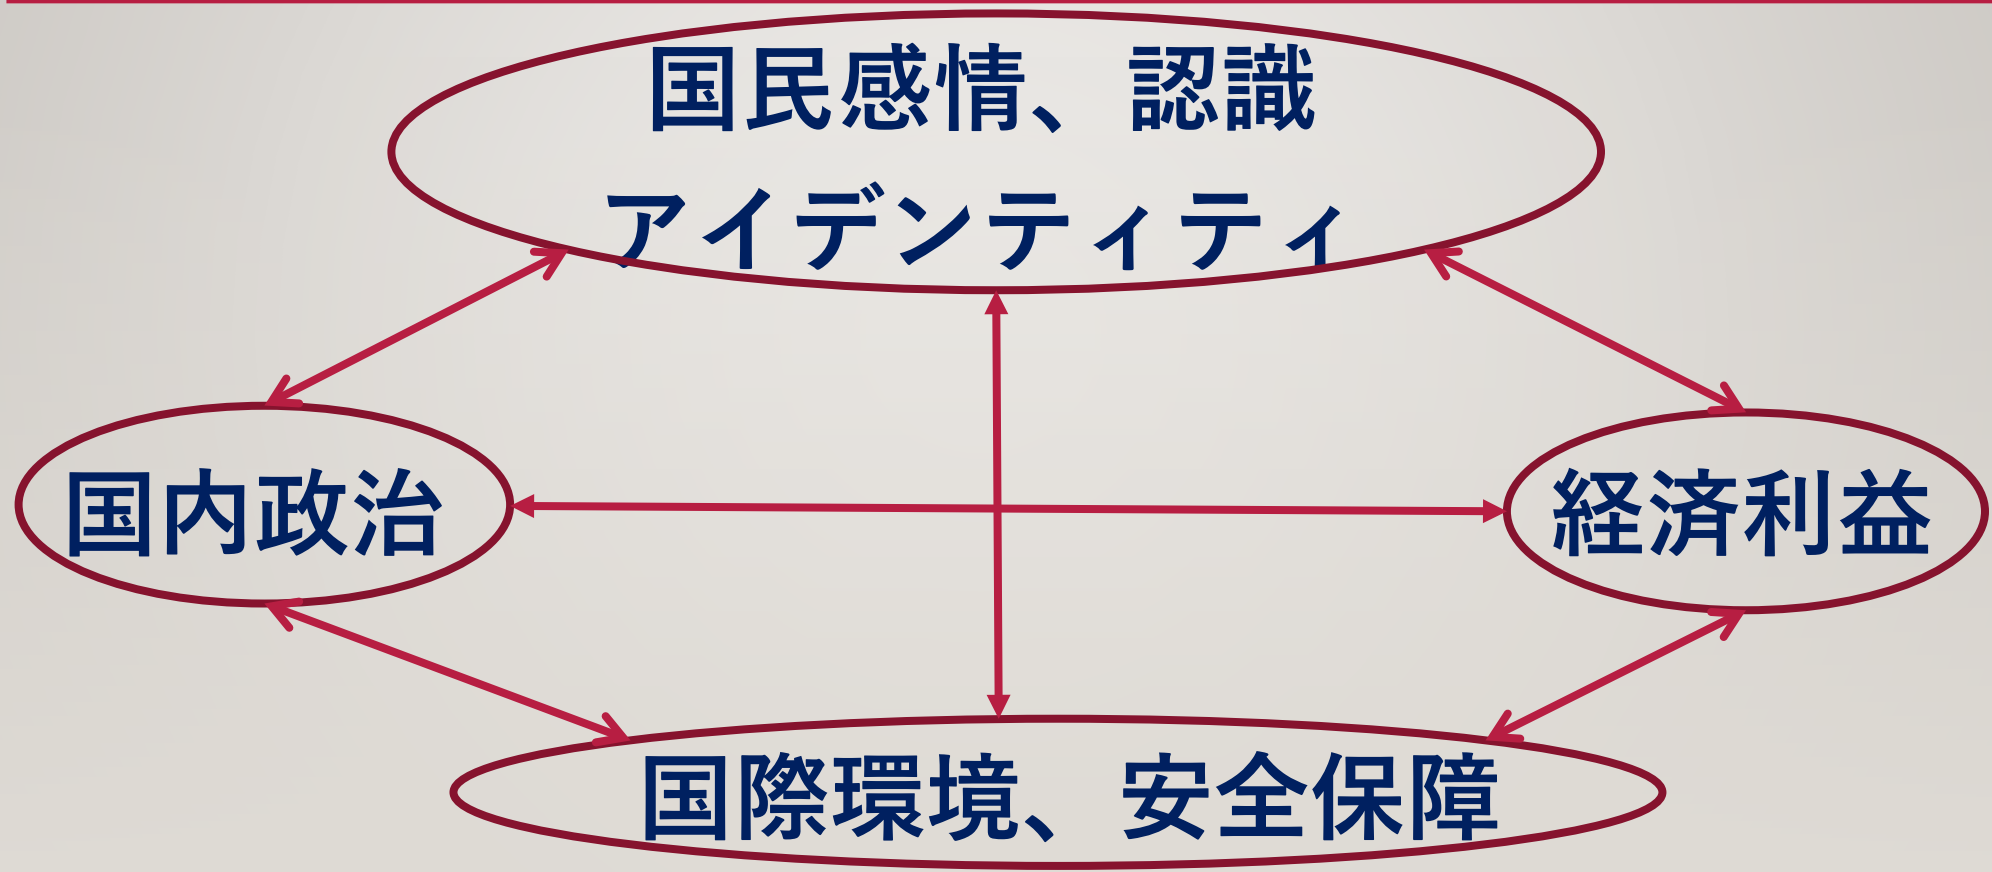 国民感情、認識
アイデンティティ
国内政治
経済利益
国際環境、安全保障